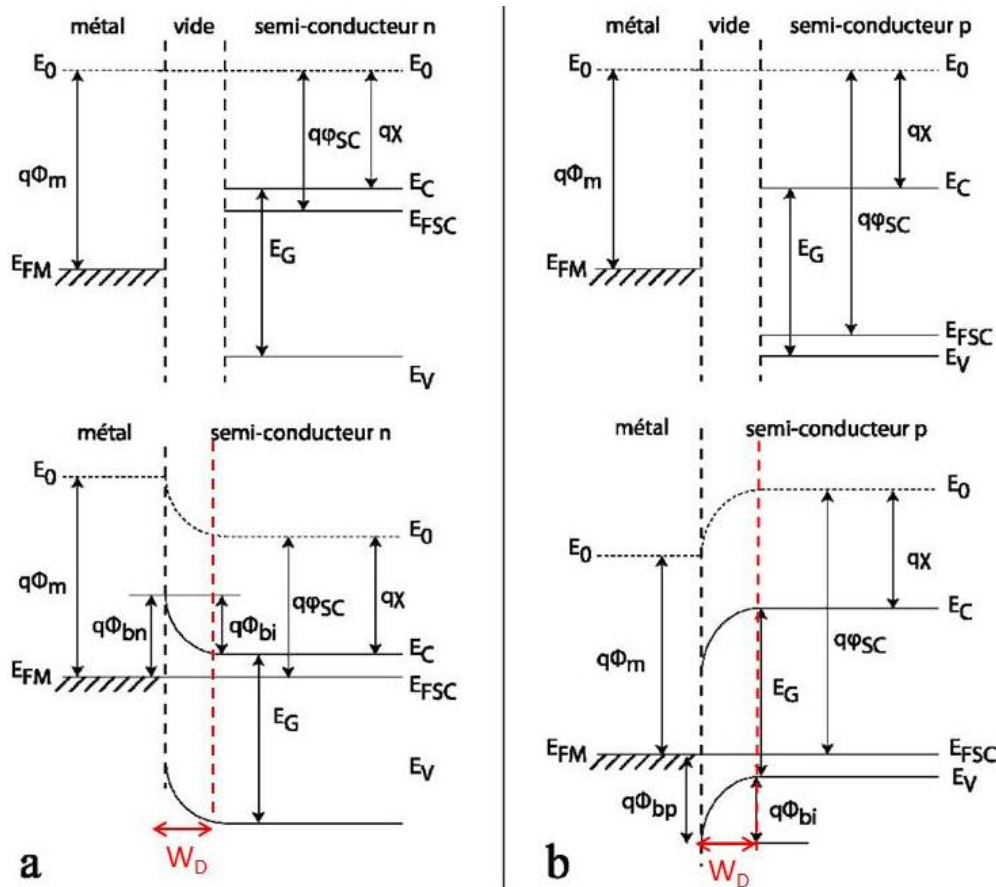 métal vide semi-conducteur n
E0 E0
qφSC qχ
qΦm
EC
EFSC
EG
EFM
EV
métal semi-conducteur n
E0
E0
qΦm qφSC qχ
qΦbn qΦbi
EC
EFM EFSC
EG
EV
a
WD
métal vide semi-conducteur p
E0 E0
qχ
qΦm
EC
qφSC
EG
EFM
EFSC
EV
métal semi-conducteur p
E0
E0
qχ
EC
qΦm qφSC
EG
EFM EFSC
EV
qΦbp qΦbi
b
WD